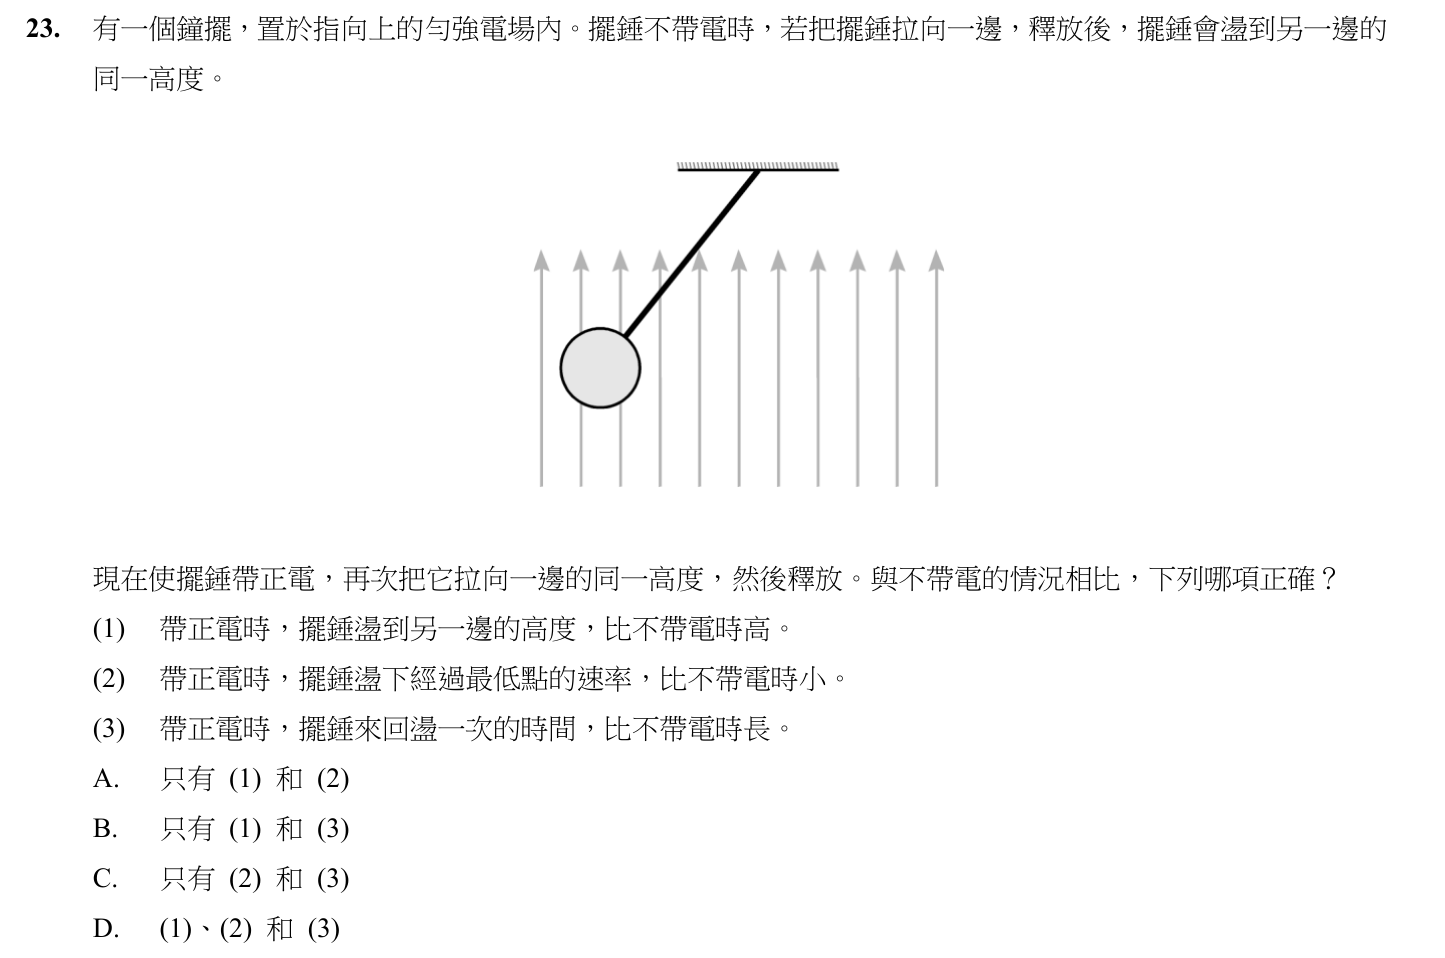 23. 有一個鐘擺，置於指向上的勻強電場內。擺錘不帶電時，若把擺錘拉向一邊，釋放後，擺錘會盪到另一邊的
同一高度。
現在使擺錘帶正電，再次把它拉向一邊的同一高度，然後釋放。與不帶電的情況相比，下列哪項正確？
(1) 帶正電時，擺錘盪到另一邊的高度，比不帶電時高。
(2) 帶正電時，擺錘盪下經過最低點的速率，比不帶電時小。
(3) 帶正電時，擺錘來回盪一次的時間，比不帶電時長。
A. 只有 (1) 和 (2)
B. 只有 (1) 和 (3)
C. 只有 (2) 和 (3)
D. (1)、(2) 和 (3)